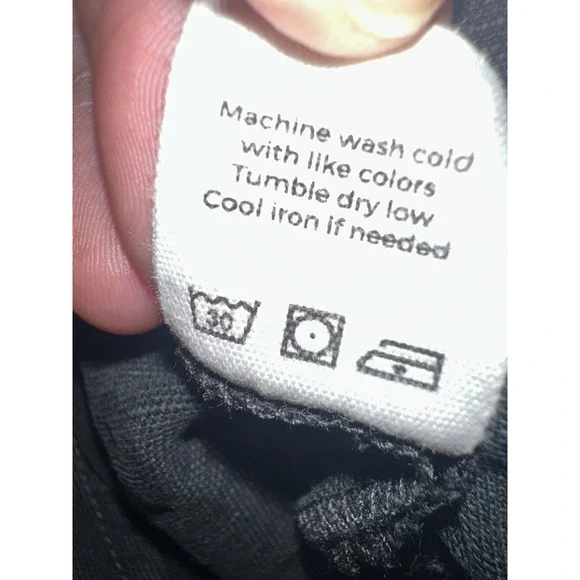 Machine wash cold
with like colors
Tumble dry low
Cool iron if needed
30